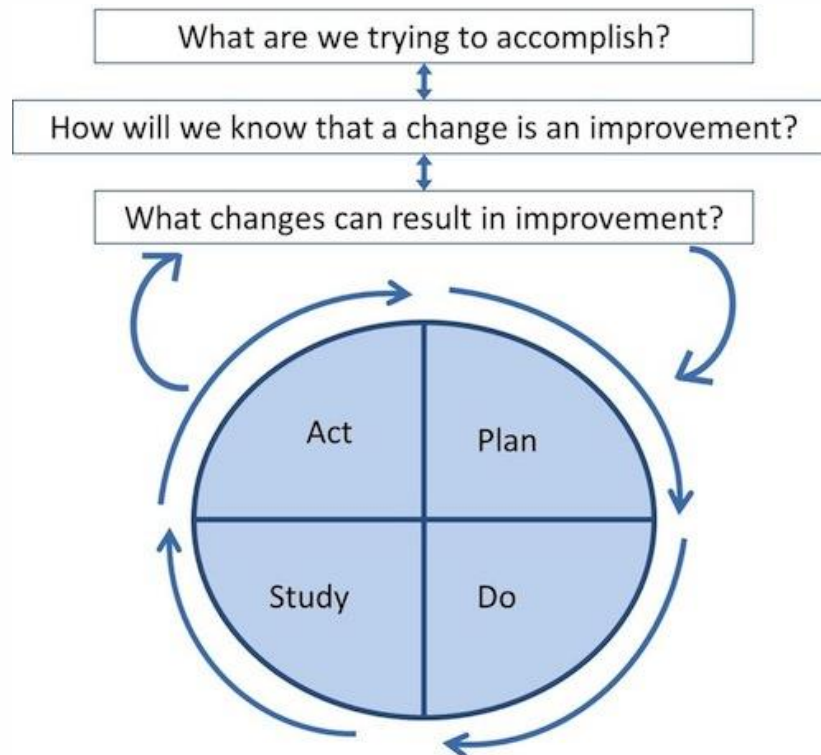 What are we trying to accomplish?
How will we know that a change is an improvement?
What changes can result in improvement?
Act
Plan
Study
Do